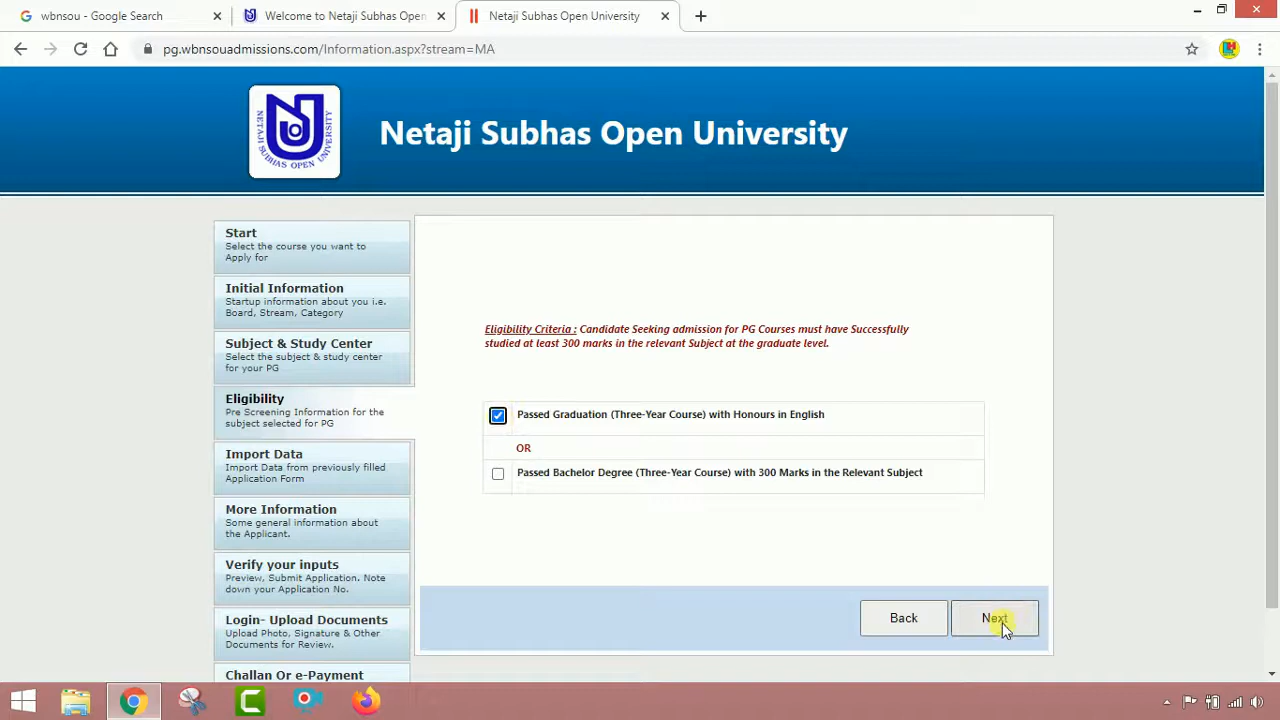 wbnsou - Google Search
Welcome to Netaji Subhas Open
Netaji Subhas Open University
pg.wbnsouadmissions.com/Information.aspx?stream=MA
NETAJI SUBHAS OPEN UNIVERSITY
Netaji Subhas Open University
Start
Select the course you want to
Apply for
Initial Information
Startup information about you i.e.
Board, Stream, Category
Subject & Study Center
Select the subject & study center
for your PG
Eligibility
Pre Screening Information for the
subject selected for PG
Import Data
Import Data from previously filled
Application Form
More Information
Some general information about
the Applicant.
Verify your inputs
Preview, Submit Application. Note
down your Application No.
Login- Upload Documents
Upload Photo, Signature & Other
Documents for Review.
Challan Or e-Payment
Eligibility Criteria : Candidate Seeking admission for PG Courses must have Successfully
studied at least 300 marks in the relevant Subject at the graduate level.
Passed Graduation (Three-Year Course) with Honours in English
OR
Passed Bachelor Degree (Three-Year Course) with 300 Marks in the Relevant Subject
Back
Next